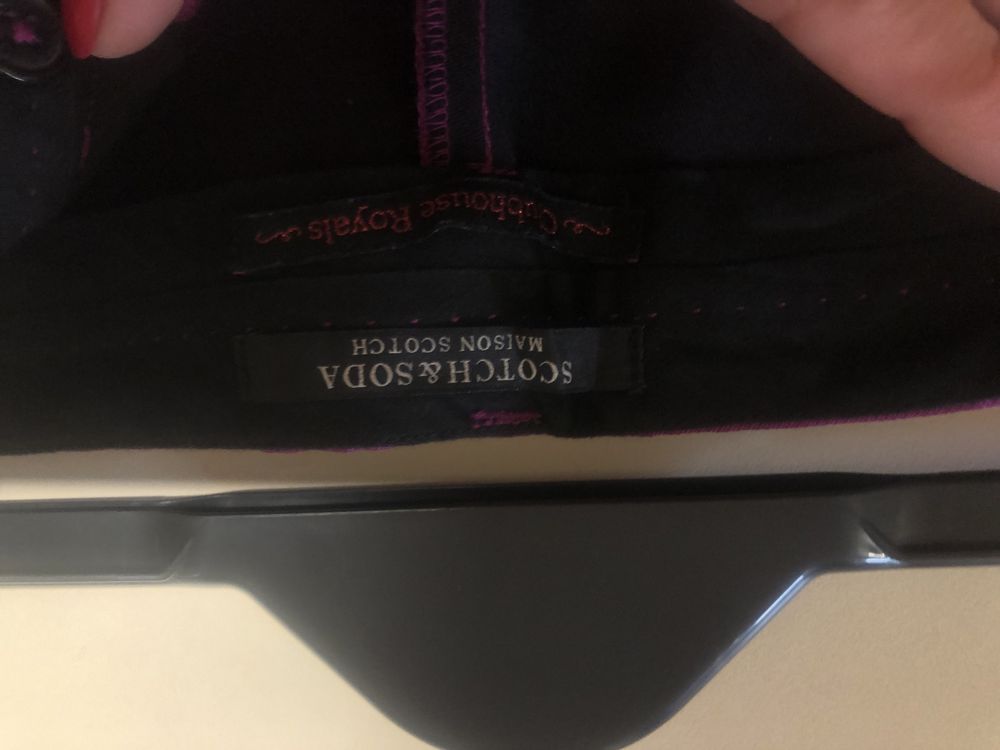 SCOTCH & SODA
MAISON SCOTCH
Clubhouse Royals